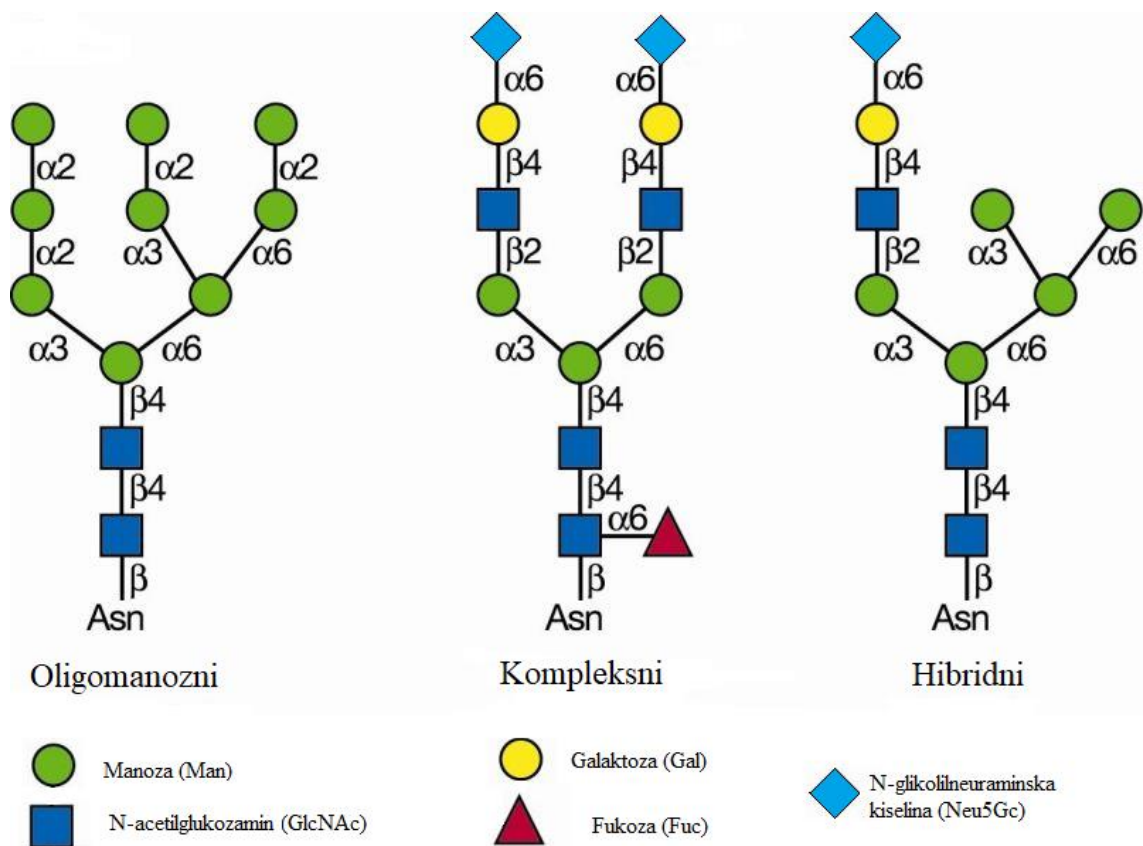 α6 α6 α6
α2 α2 α2 β4 β4 β4
α2 α3 α6 β2 β2 β2 α3 α6
α3 α6 α3 α6 α3 α6
β4 β4 β4
β4 β4 β4
α6
β β β
Asn Asn Asn
Oligomanozni Kompleksni Hibridni
Manoza (Man) Galaktoza (Gal) N-glikolilneuraminska
kiselina (Neu5Gc)
N-acetilglukozamin (GlcNAc) Fukoza (Fuc)